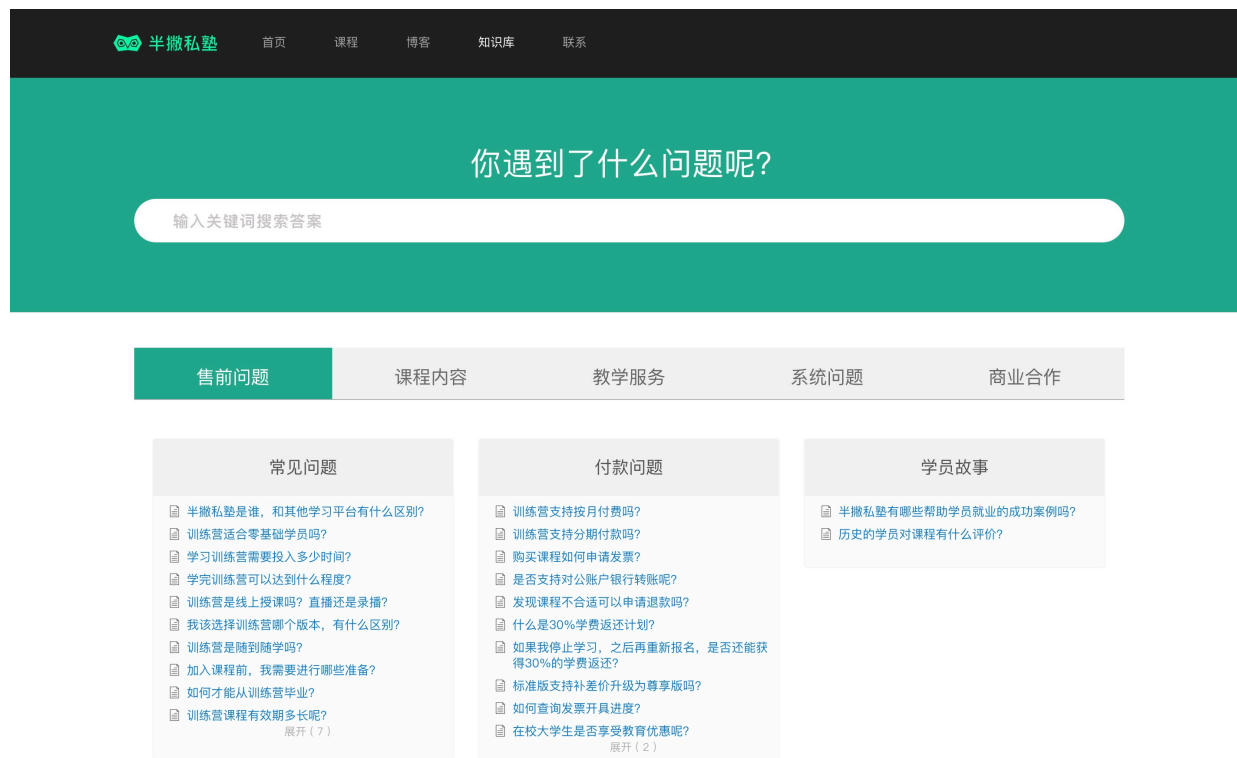 半撇私塾
首页
课程
博客
知识库
联系
你遇到了什么问题呢?
输入关键词搜索答案
售前问题
课程内容
教学服务
系统问题
商业合作
常见问题
半撇私塾是谁，和其他学习平台有什么区别?
训练营适合零基础学员吗?
学习训练营需要投入多少时间?
学完训练营可以达到什么程度?
训练营是线上授课吗? 直播还是录播?
我该选择训练营哪个版本，有什么区别?
训练营是随到随学吗?
加入课程前，我需要进行哪些准备?
如何才能从训练营毕业?
训练营课程有效期多长呢?
展开 ( 7 )
付款问题
训练营支持按月付费吗?
训练营支持分期付款吗?
购买课程如何申请发票?
是否支持对公账户银行转账呢?
发现课程不合适可以申请退款吗?
什么是30%学费返还计划?
如果我停止学习，之后再重新报名，是否还能获
得30%的学费返还?
标准版支持补差价升级为尊享版吗?
如何查询发票开具进度?
在校大学生是否享受教育优惠呢?
展开 ( 2 )
学员故事
半撇私塾有哪些帮助学员就业的成功案例吗?
历史的学员对课程有什么评价?